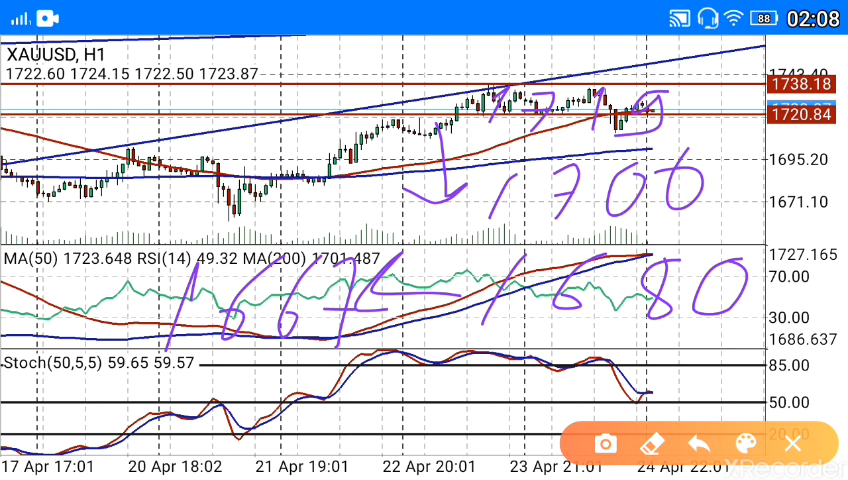 88 02:08
XAUUSD, H1
1722.60 1724.15 1722.50 1723.87
1743.40
1738.18
1720.84
1719
1695.20
1700
1671.10
MA(50) 1723.648 RSI(14) 49.32 MA(200) 1701.487
1727.165
70.00
1667
1680
30.00
1686.637
Stoch(50,5,5) 59.65 59.57
85.00
50.00
20.00
17 Apr 17:01 20 Apr 18:02 21 Apr 19:01 22 Apr 20:01 23 Apr 21:01 24 Apr 22:01
XRecorder